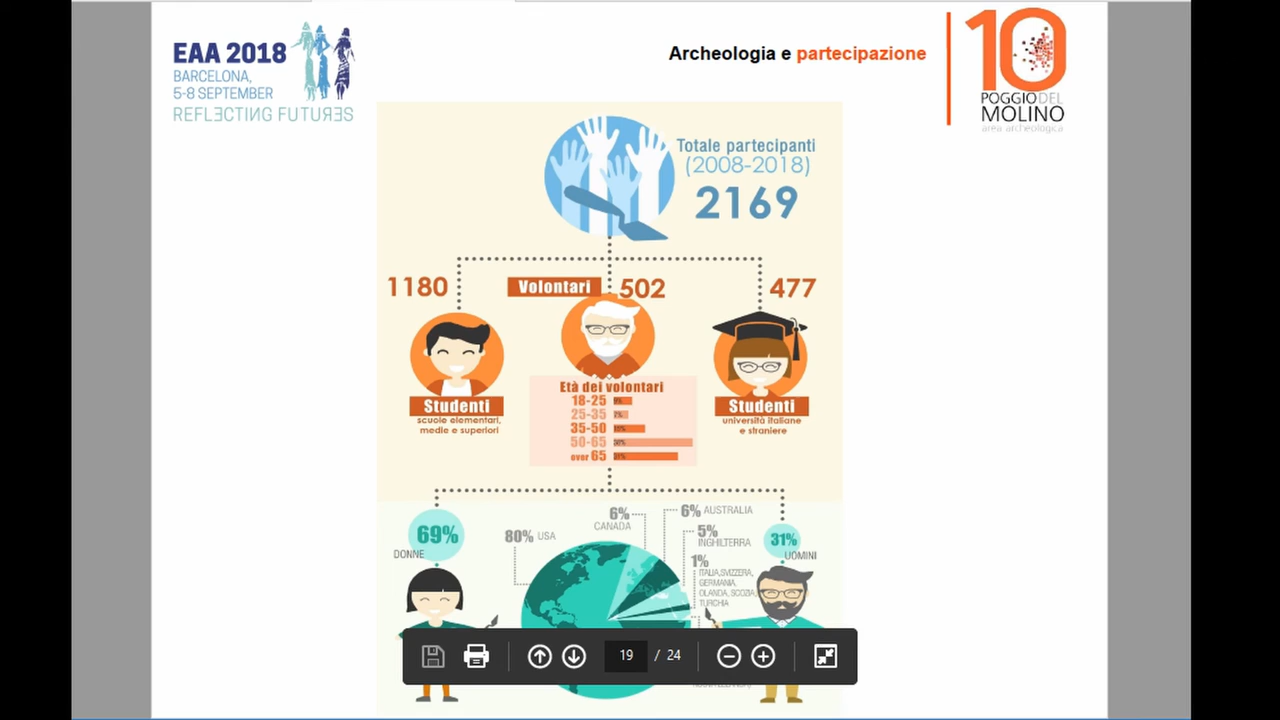 EAA 2018
BARCELONA,
5-8 SEPTEMBER
REFLECTING FUTURES
Archeologia e partecipazione
10
POGGIO DEL
MOLINO
area archeologica
Totale partecipanti
(2008-2018)
2169
1180
Volontari
502
477
Studenti
scuole elementari,
medie e superiori
Età dei volontari
18-25
25-35
35-50
50-65
over 65
Studenti
università italiane
e straniere
69%
DONNE
80% USA
6%
CANADA
6% AUSTRALIA
5%
INGHILTERRA
1%
ITALIA,SVIZZERA,
GERMANIA,
OLANDA, SCOZIA,
TURCHIA
31%
UOMINI
19 / 24